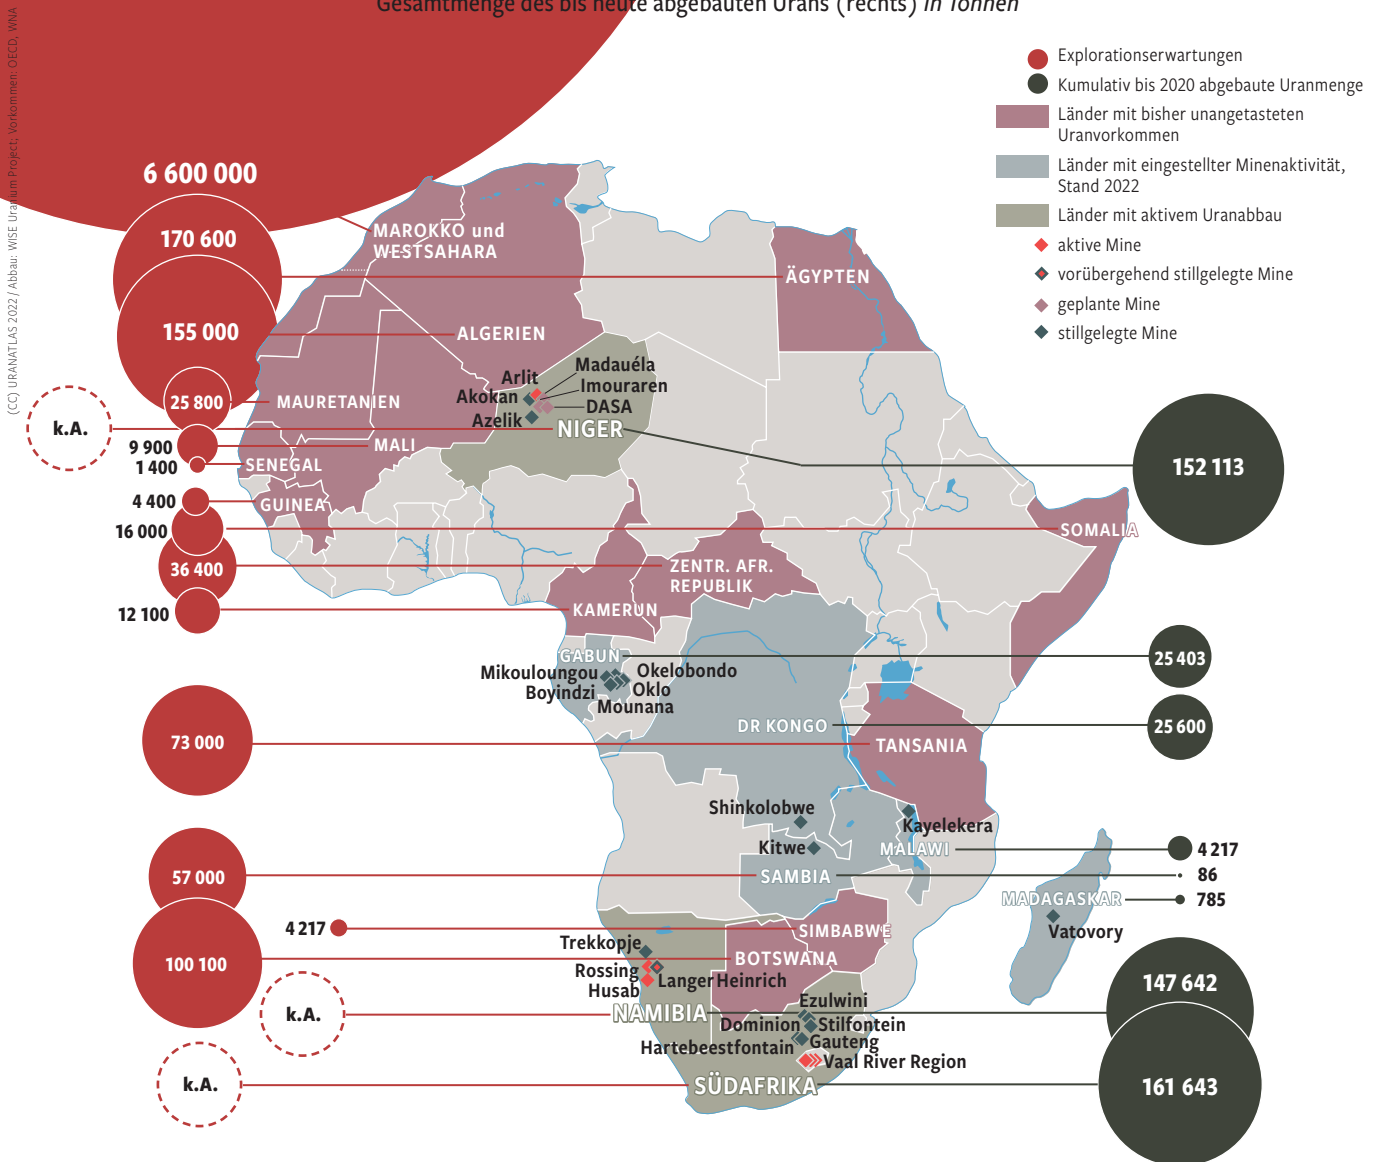 Gesamtmenge des bis heute abgebauten Urans (rechts) in Tonnen
(CC) URANATLAS 2022 / Abbau: WISE Uranium Project; Vorkommen: OECD, WNA
Explorationserwartungen
Kumulativ bis 2020 abgebaute Uranmenge
Länder mit bisher unangetasteten
Uranvorkommen
Länder mit eingestellter Minenaktivität,
Stand 2022
Länder mit aktivem Uranabbau
aktive Mine
vorübergehend stillgelegte Mine
geplante Mine
stillgelegte Mine
6 600 000
MAROKKO und
WESTSAHARA
170 600
ÄGYPTEN
155 000
ALGERIEN
Madauéla
Arlit
Imouraren
Akokan
DASA
Azelik
25 800
MAURETANIEN
k.A.
NIGER
152 113
9 900
MALI
1 400
SENEGAL
4 400
GUINEA
16 000
SOMALIA
36 400
ZENTR. AFR.
REPUBLIK
12 100
KAMERUN
GABUN
25 403
Mikouloungou
Okelobondo
Boyindzi
Oklo
Mounana
DR KONGO
25 600
73 000
TANSANIA
Shinkolobwe
Kayelekera
Kitwe
MALAWI
4 217
57 000
SAMBIA
86
MADAGASKAR
785
Vatovory
4 217
SIMBABWE
Trekkopje
100 100
BOTSWANA
Rossing
Langer Heinrich
Husab
147 642
k.A.
NAMIBIA
Ezulwini
Dominion
Stilfontein
Hartebeestfontain
Gauteng
Vaal River Region
k.A.
SÜDAFRIKA
161 643